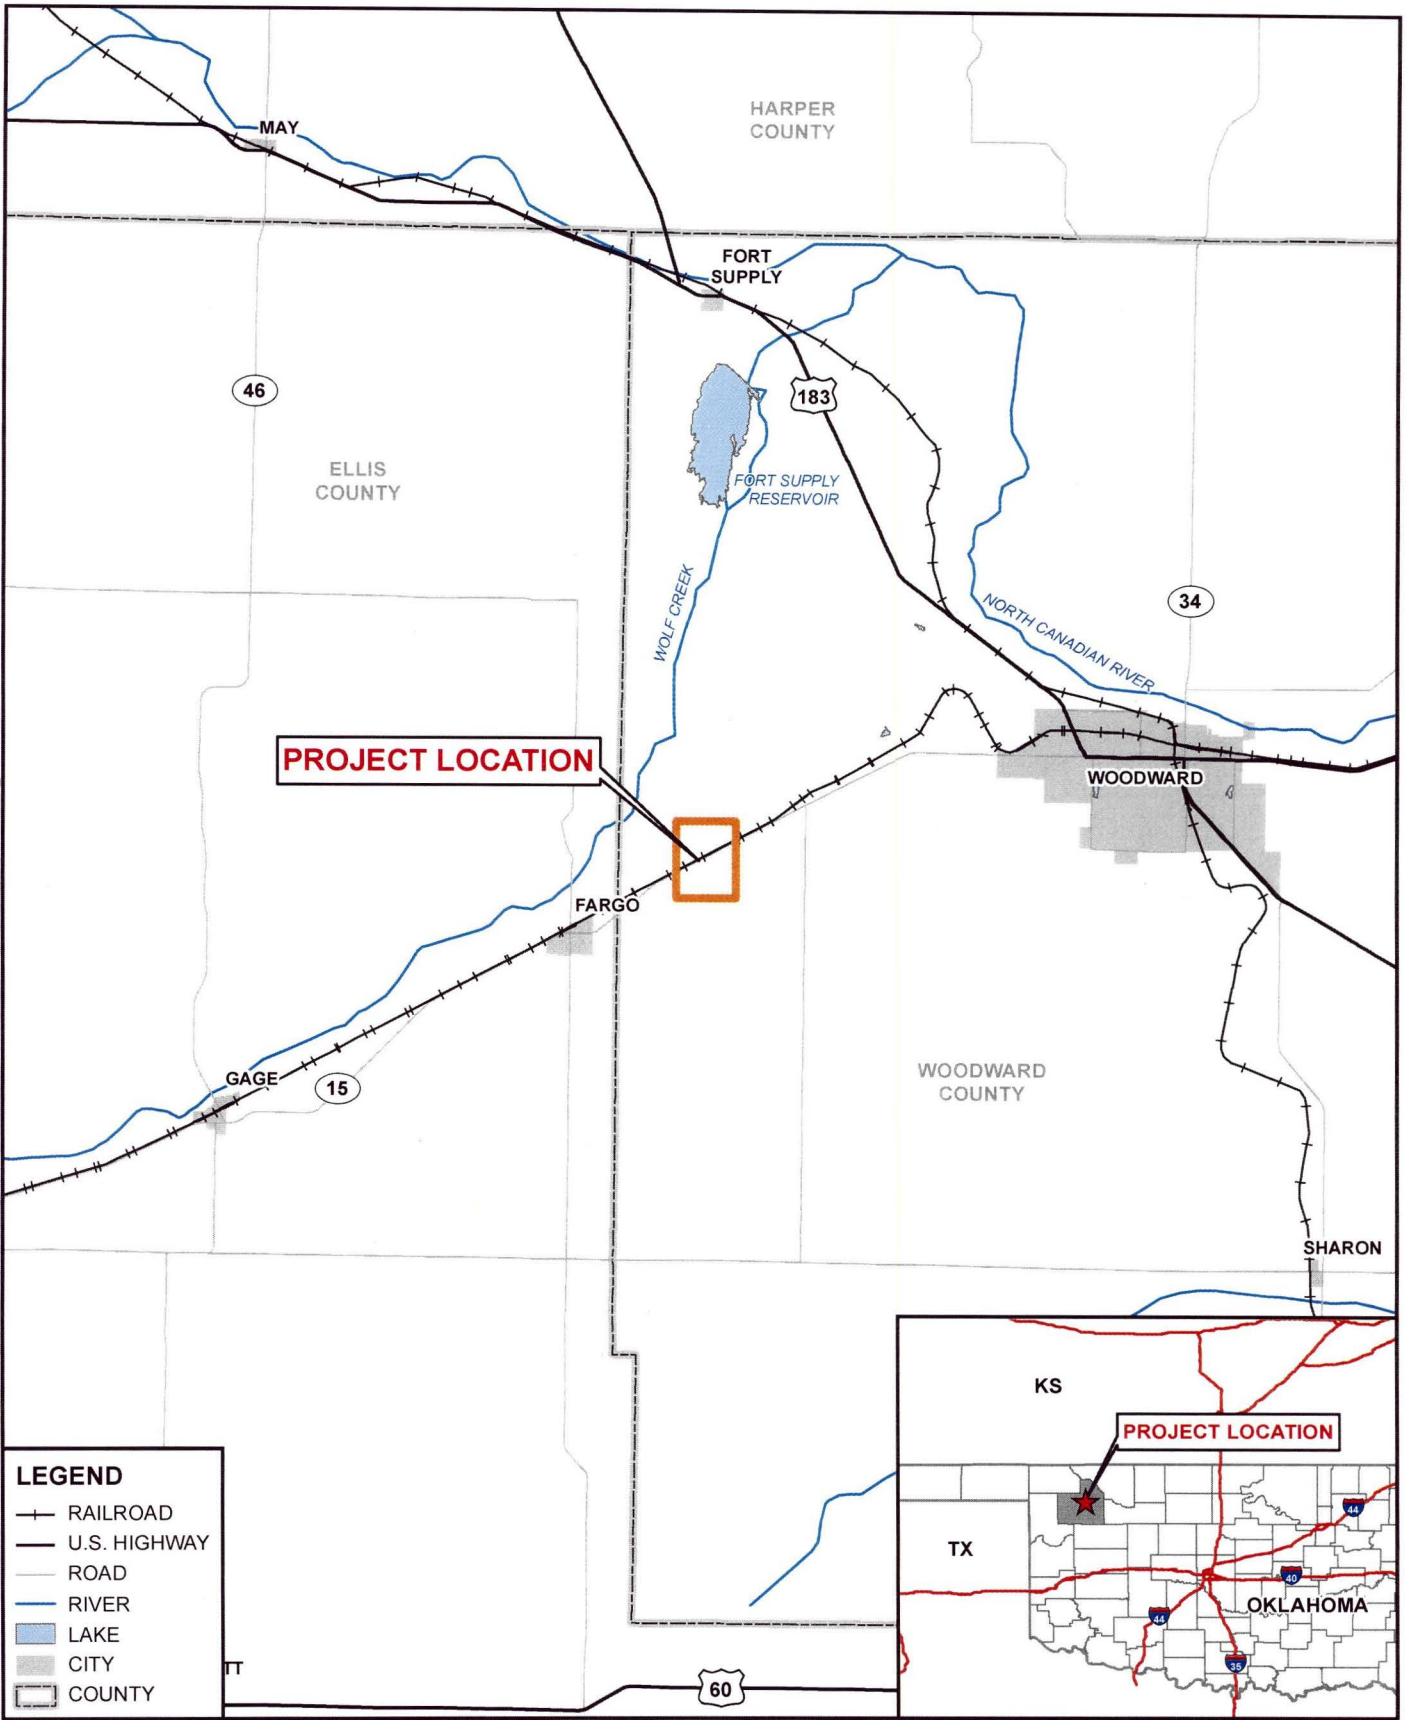 HARPER
COUNTY
MAY
FORT
SUPPLY
46
183
ELLIS
COUNTY
FORT SUPPLY
RESERVOIR
WOLF CREEK
34
NORTH CANADIAN RIVER
PROJECT LOCATION
WOODWARD
FARGO
GAGE
15
WOODWARD
COUNTY
SHARON
KS
PROJECT LOCATION
TX
44
40
OKLAHOMA
44
35
LEGEND
RAILROAD
U.S. HIGHWAY
ROAD
RIVER
LAKE
CITY
COUNTY
TT
60